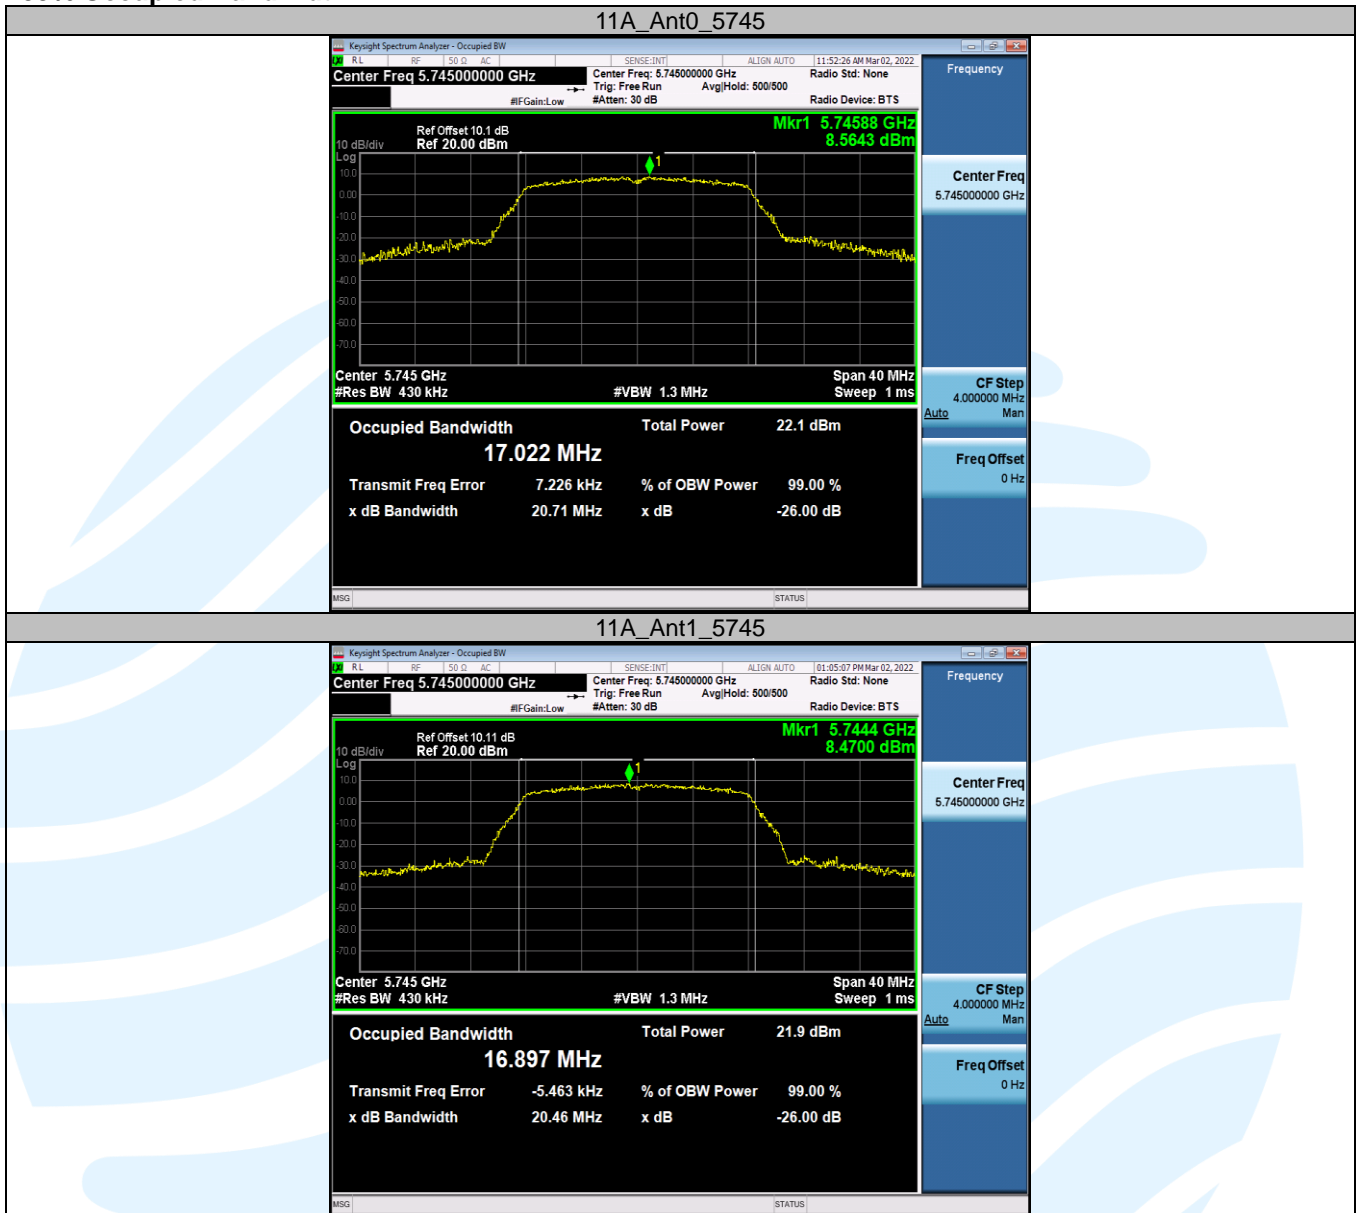 11A_Ant0_5745
Keysight Spectrum Analyzer - Occupied BW
RL RF 50 Ω AC SENSE:INT ALIGN AUTO 11:52:26 AM Mar 02, 2022
Center Freq 5.745000000 GHz
Center Freq: 5.745000000 GHz Radio Std: None
Trig: Free Run Avg|Hold: 500/500
#IFGain:Low #Atten: 30 dB Radio Device: BTS
Frequency
Mkr1 5.74588 GHz
8.5643 dBm
Ref Offset 10.1 dB
10 dB/div Ref 20.00 dBm
Log
10.0
0.00
-10.0
-20.0
-30.0
-40.0
-50.0
-60.0
-70.0
1
Center 5.745 GHz Span 40 MHz
#Res BW 430 kHz #VBW 1.3 MHz Sweep 1 ms
Center Freq
5.745000000 GHz
CF Step
4.000000 MHz
Auto Man
Freq Offset
0 Hz
Occupied Bandwidth Total Power 22.1 dBm
17.022 MHz
Transmit Freq Error 7.226 kHz % of OBW Power 99.00 %
x dB Bandwidth 20.71 MHz x dB -26.00 dB
MSG STATUS
11A_Ant1_5745
Keysight Spectrum Analyzer - Occupied BW
RL RF 50 Ω AC SENSE:INT ALIGN AUTO 01:05:07 PM Mar 02, 2022
Center Freq 5.745000000 GHz
Center Freq: 5.745000000 GHz Radio Std: None
Trig: Free Run Avg|Hold: 500/500
#IFGain:Low #Atten: 30 dB Radio Device: BTS
Frequency
Mkr1 5.7444 GHz
8.4700 dBm
Ref Offset 10.11 dB
10 dB/div Ref 20.00 dBm
Log
10.0
0.00
-10.0
-20.0
-30.0
-40.0
-50.0
-60.0
-70.0
1
Center 5.745 GHz Span 40 MHz
#Res BW 430 kHz #VBW 1.3 MHz Sweep 1 ms
Center Freq
5.745000000 GHz
CF Step
4.000000 MHz
Auto Man
Freq Offset
0 Hz
Occupied Bandwidth Total Power 21.9 dBm
16.897 MHz
Transmit Freq Error -5.463 kHz % of OBW Power 99.00 %
x dB Bandwidth 20.46 MHz x dB -26.00 dB
MSG STATUS